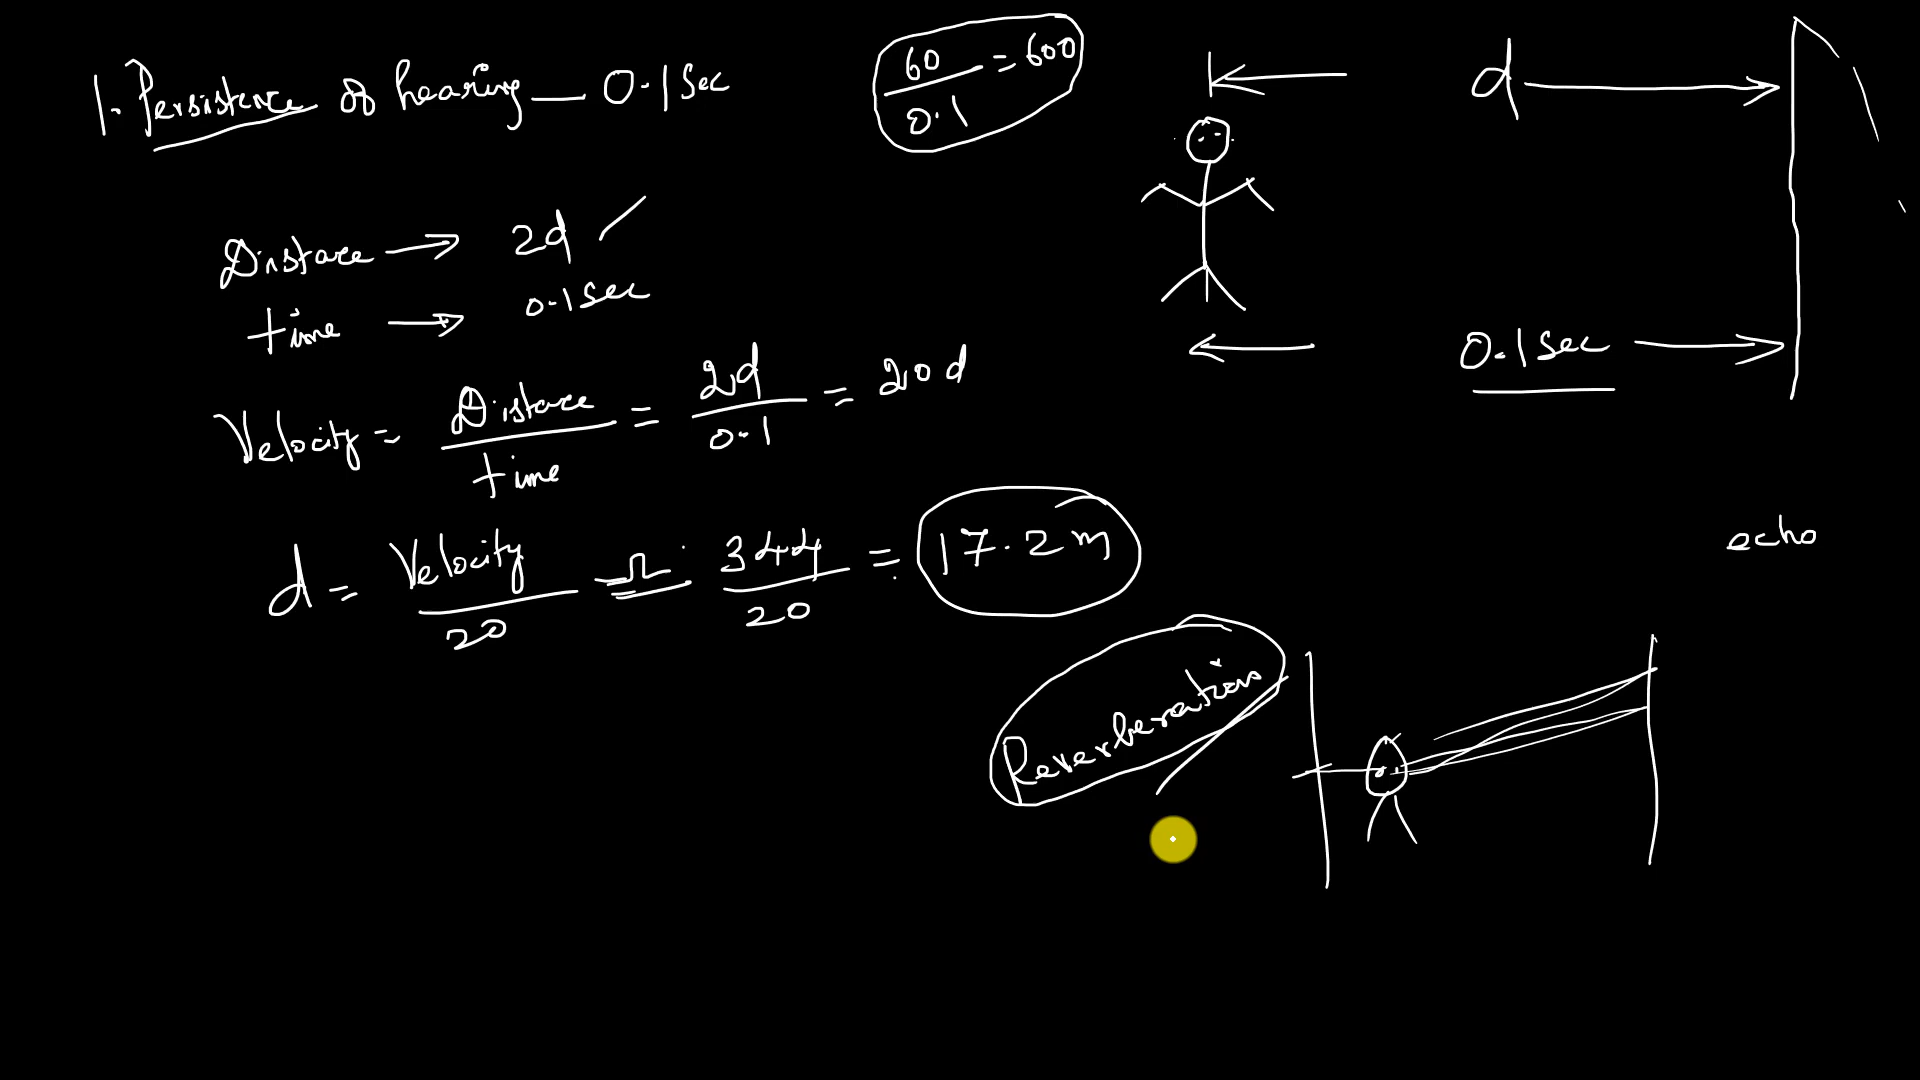 1. Persistence of hearing — 0.1 Sec
60/0.1 = 600
d
Distance → 2d
time → 0.1 sec
0.1 sec
Velocity = Distance/time = 2d/0.1 = 20d
d = Velocity/20 = 344/20 = 17.2 m
echo
Reverberation